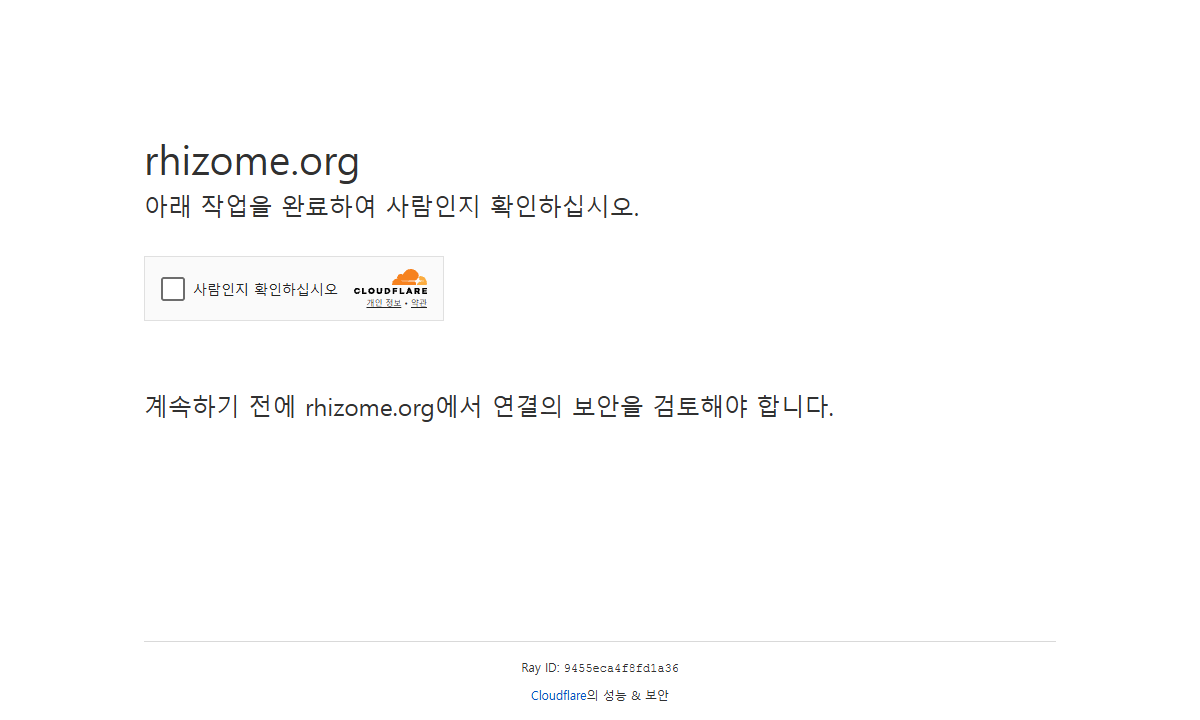 rhizome.org
아래 작업을 완료하여 사람인지 확인하십시오.
사람인지 확인하십시오
CLOUDFLARE
개인 정보 • 약관
계속하기 전에 rhizome.org에서 연결의 보안을 검토해야 합니다.
Ray ID: 9455eca4f8fd1a36
Cloudflare의 성능 & 보안